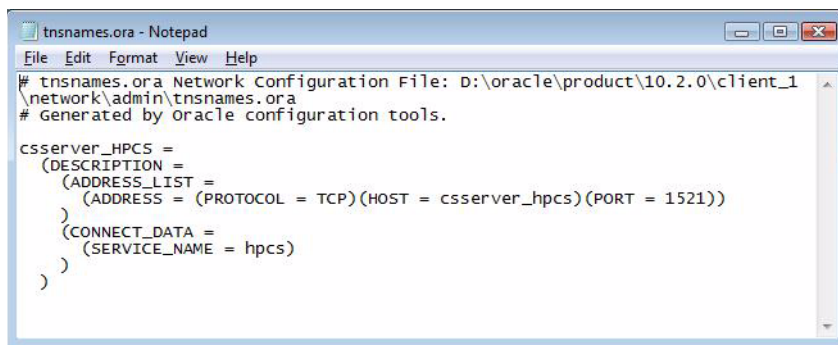 tnsnames.ora - Notepad
File Edit Format View Help
# tnsnames.ora Network Configuration File: D:\oracle\product\10.2.0\client_1
\network\admin\tnsnames.ora
# Generated by Oracle configuration tools.
csserver_HPCS =
(DESCRIPTION =
(ADDRESS_LIST =
(ADDRESS = (PROTOCOL = TCP)(HOST = csserver_hpcs)(PORT = 1521))
)
(CONNECT_DATA =
(SERVICE_NAME = hpcs)
)
)